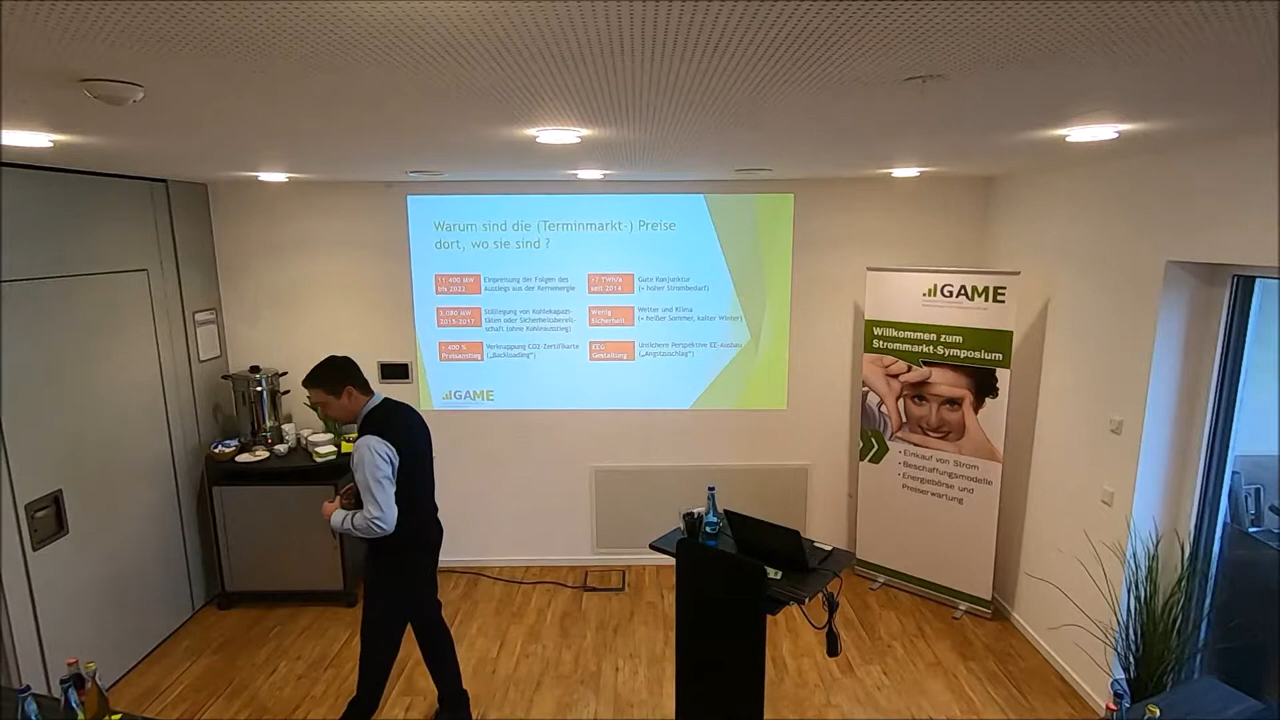 Warum sind die (Terminmarkt-) Preise
dort, wo sie sind ?
11.400 MW
bis 2022
Einpreisung der Folgen des
Ausstiegs aus der Kernenergie
+7 TWh/a
seit 2014
Gute Konjunktur
(= hoher Strombedarf)
3.080 MW
2015-2017
Stilllegung von Kohlekapazi-
täten oder Sicherheitsbereit-
schaft (ohne Kohleausstieg)
Wenig
Sicherheit
Wetter und Klima
(= heißer Sommer, kalter Winter)
+ 400 %
Preisanstieg
Verknappung CO2-Zertifikate
(„Backloading“)
EEG
Gestaltung
Unsichere Perspektive EE-Ausbau
(„Angstzuschlag“)
GAME
GAME
Willkommen zum
Strommarkt-Symposium
• Einkauf von Strom
• Beschaffungsmodelle
• Energiebörse und
Preiserwartung